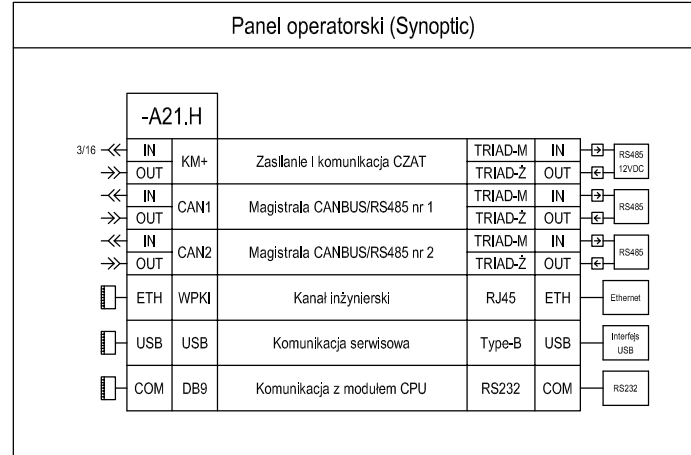 Panel operatorski (Synoptic)
-A21.H
3/16 IN KM+ Zasilanie i komunikacja CZAT TRIAD-M IN RS485
OUT TRIAD-Ż OUT 12VDC
IN CAN1 Magistrala CANBUS/RS485 nr 1 TRIAD-M IN RS485
OUT TRIAD-Ż OUT
IN CAN2 Magistrala CANBUS/RS485 nr 2 TRIAD-M IN RS485
OUT TRIAD-Ż OUT
ETH WPKI Kanał inżynierski RJ45 ETH Ethernet
USB USB Komunikacja serwisowa Type-B USB Interfejs
USB
COM DB9 Komunikacja z modułem CPU RS232 COM RS232